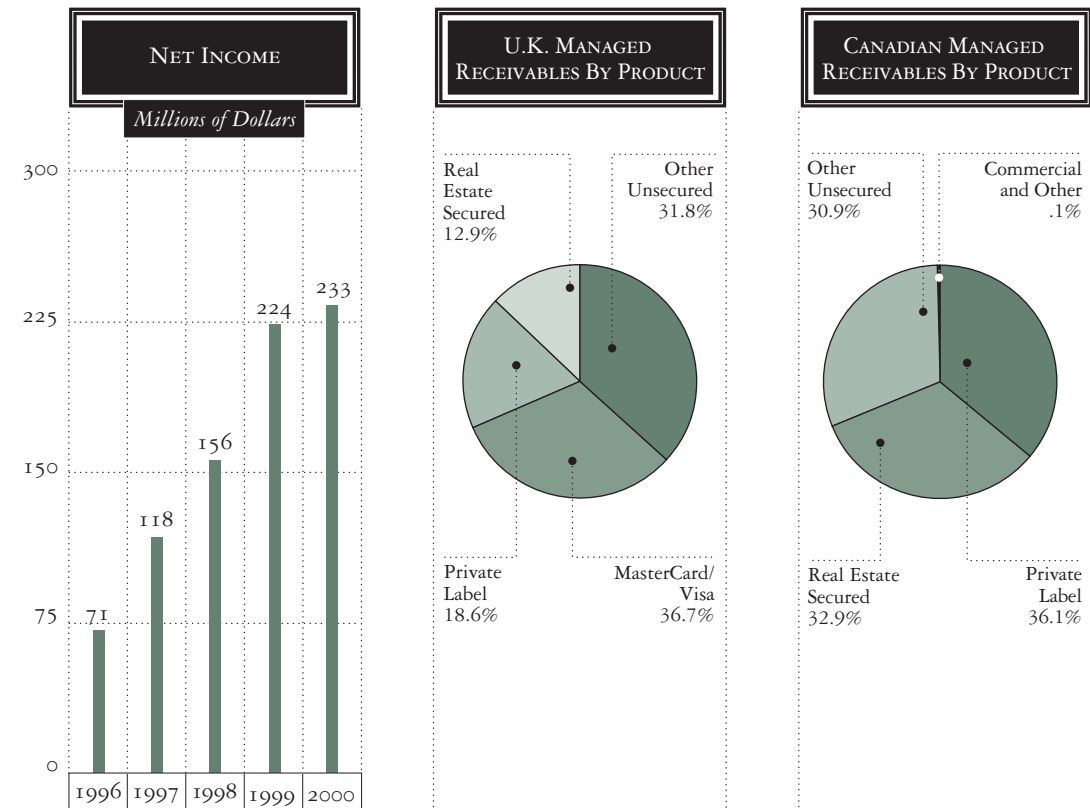 NET INCOME
Millions of Dollars
300
225
150
75
0
71
118
156
224
233
1996 1997 1998 1999 2000
U.K. MANAGED
RECEIVABLES BY PRODUCT
Real
Estate
Secured
12.9%
Other
Unsecured
31.8%
Private
Label
18.6%
MasterCard/
Visa
36.7%
CANADIAN MANAGED
RECEIVABLES BY PRODUCT
Other
Unsecured
30.9%
Commercial
and Other
.1%
Real Estate
Secured
32.9%
Private
Label
36.1%